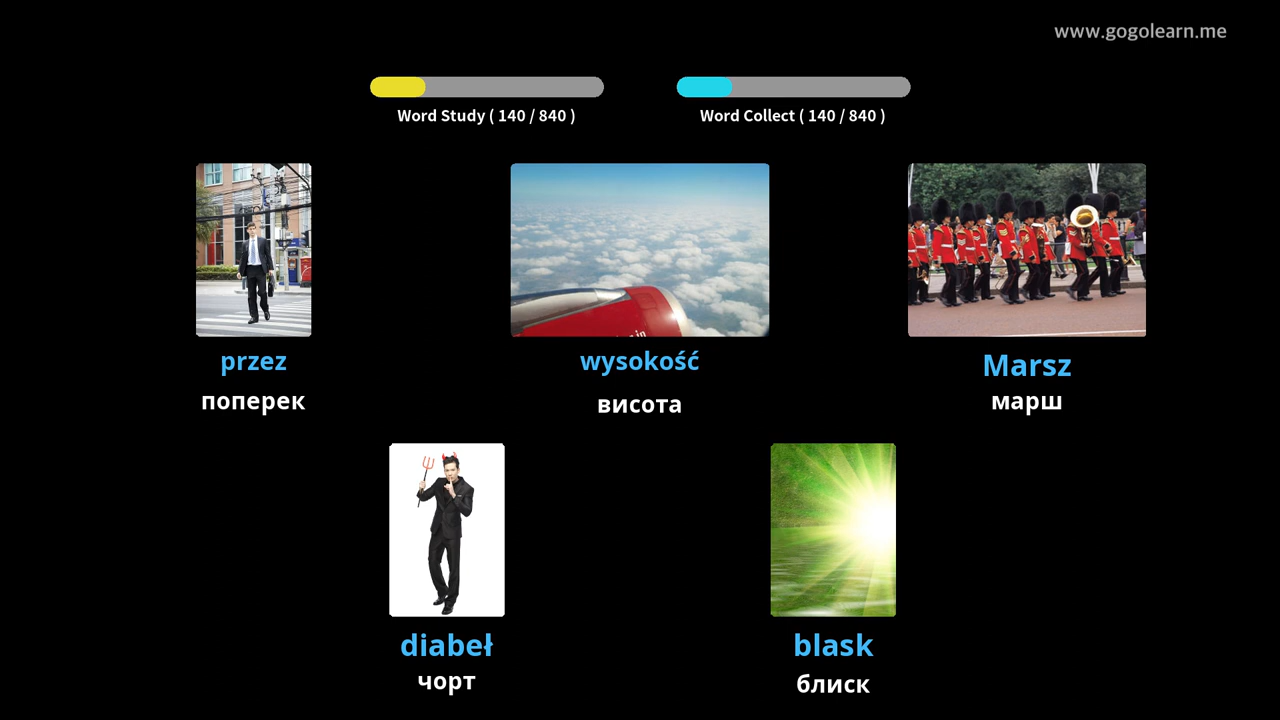 www.gogolearn.me
Word Study ( 140 / 840 )
Word Collect ( 140 / 840 )
przez
поперек
wysokość
висота
Marsz
марш
diabeł
чорт
blask
блиск